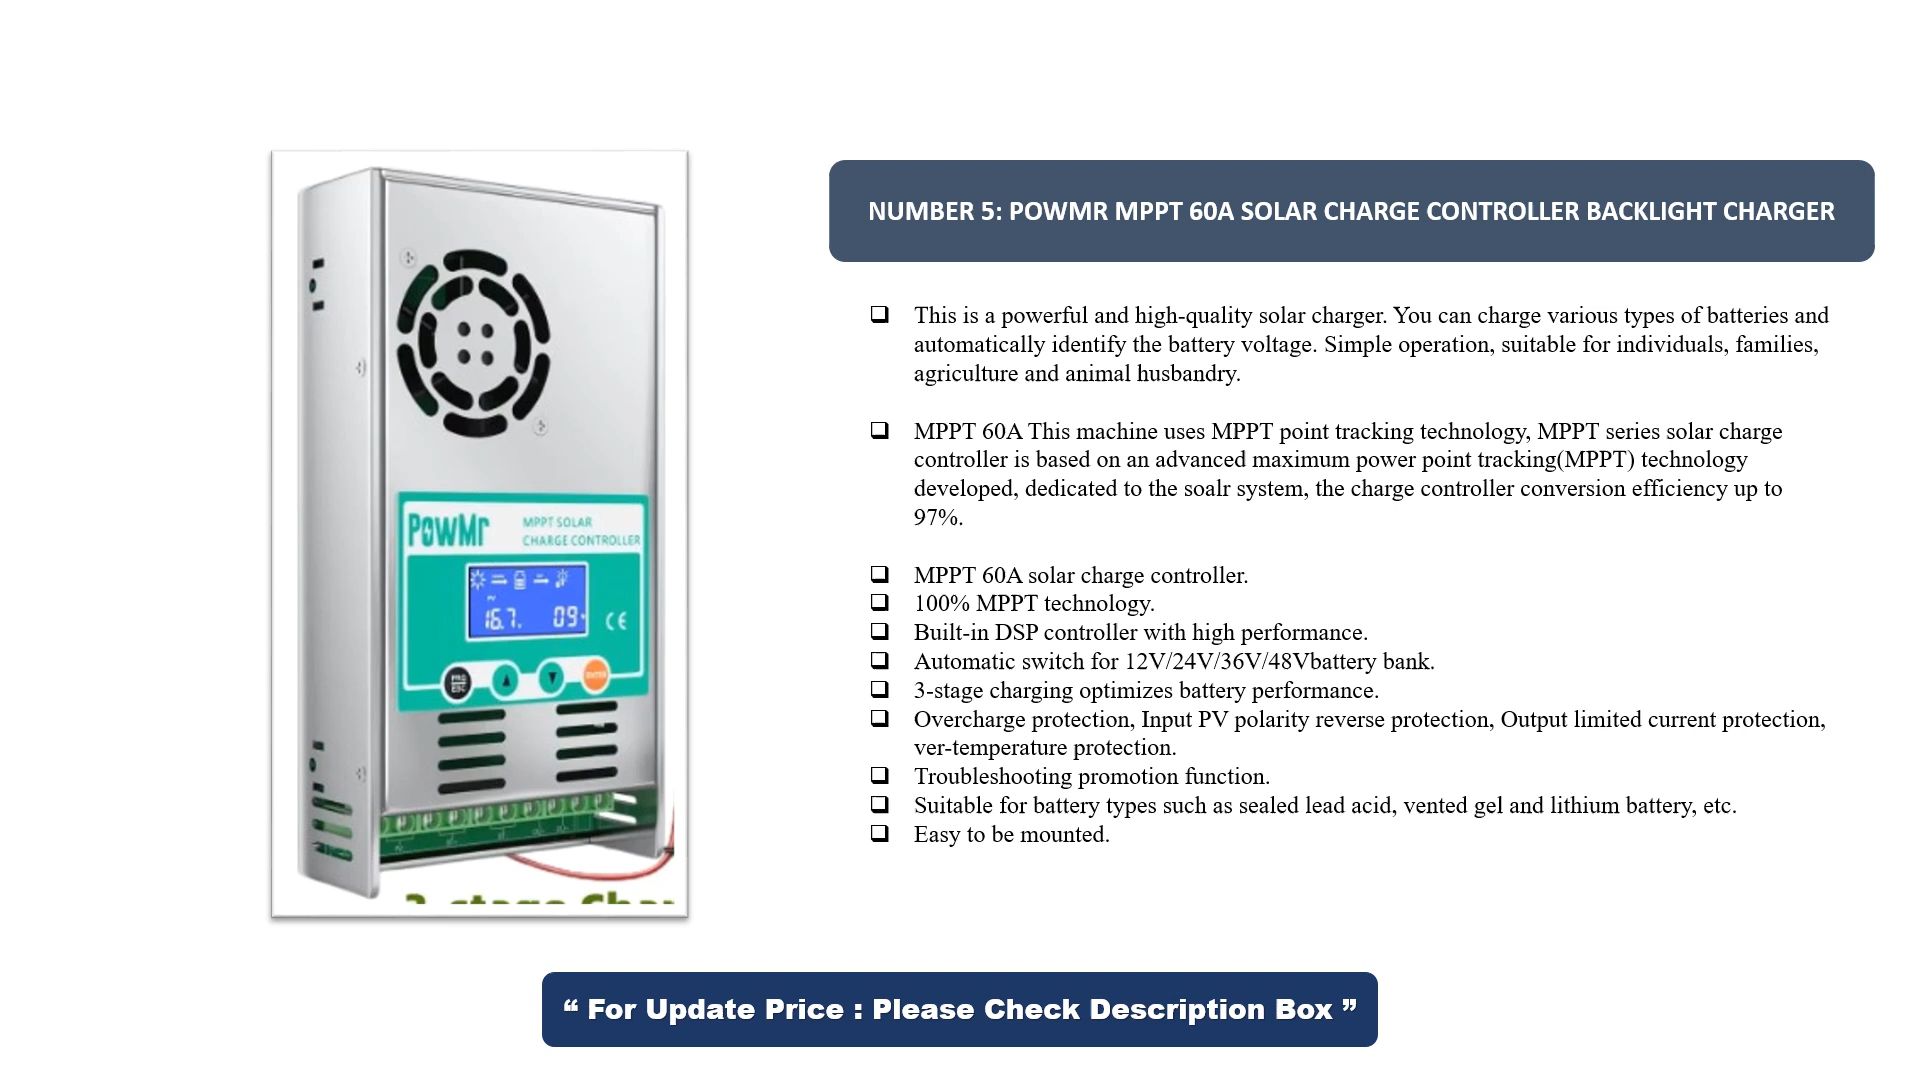 NUMBER 5: POWMR MPPT 60A SOLAR CHARGE CONTROLLER BACKLIGHT CHARGER
This is a powerful and high-quality solar charger. You can charge various types of batteries and
automatically identify the battery voltage. Simple operation, suitable for individuals, families,
agriculture and animal husbandry.
MPPT 60A This machine uses MPPT point tracking technology, MPPT series solar charge
controller is based on an advanced maximum power point tracking(MPPT) technology
developed, dedicated to the soalr system, the charge controller conversion efficiency up to
97%.
MPPT 60A solar charge controller.
100% MPPT technology.
Built-in DSP controller with high performance.
Automatic switch for 12V/24V/36V/48Vbattery bank.
3-stage charging optimizes battery performance.
Overcharge protection, Input PV polarity reverse protection, Output limited current protection,
ver-temperature protection.
Troubleshooting promotion function.
Suitable for battery types such as sealed lead acid, vented gel and lithium battery, etc.
Easy to be mounted.
PowMr
MPPT SOLAR
CHARGE CONTROLLER
PV
16.7
09
CE
PRG
ESC
ENTER
“ For Update Price : Please Check Description Box ”